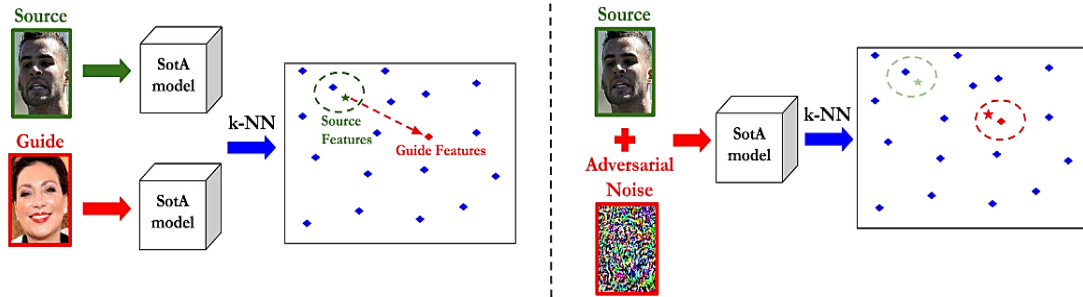 Source
SotA
model
k-NN
Source
Features
Guide Features
Guide
SotA
model
Source
Adversarial
Noise
SotA
model
k-NN